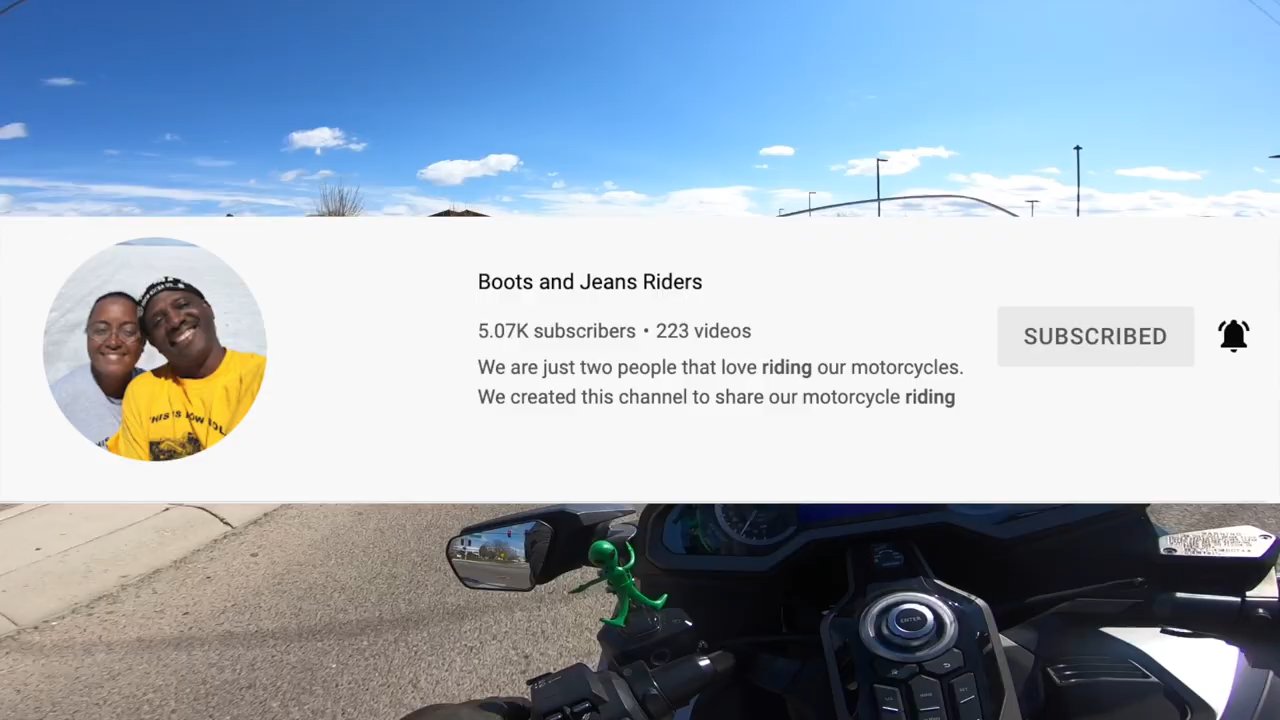 Boots and Jeans Riders
5.07K subscribers • 223 videos
SUBSCRIBED
We are just two people that love riding our motorcycles.
We created this channel to share our motorcycle riding
ENTER